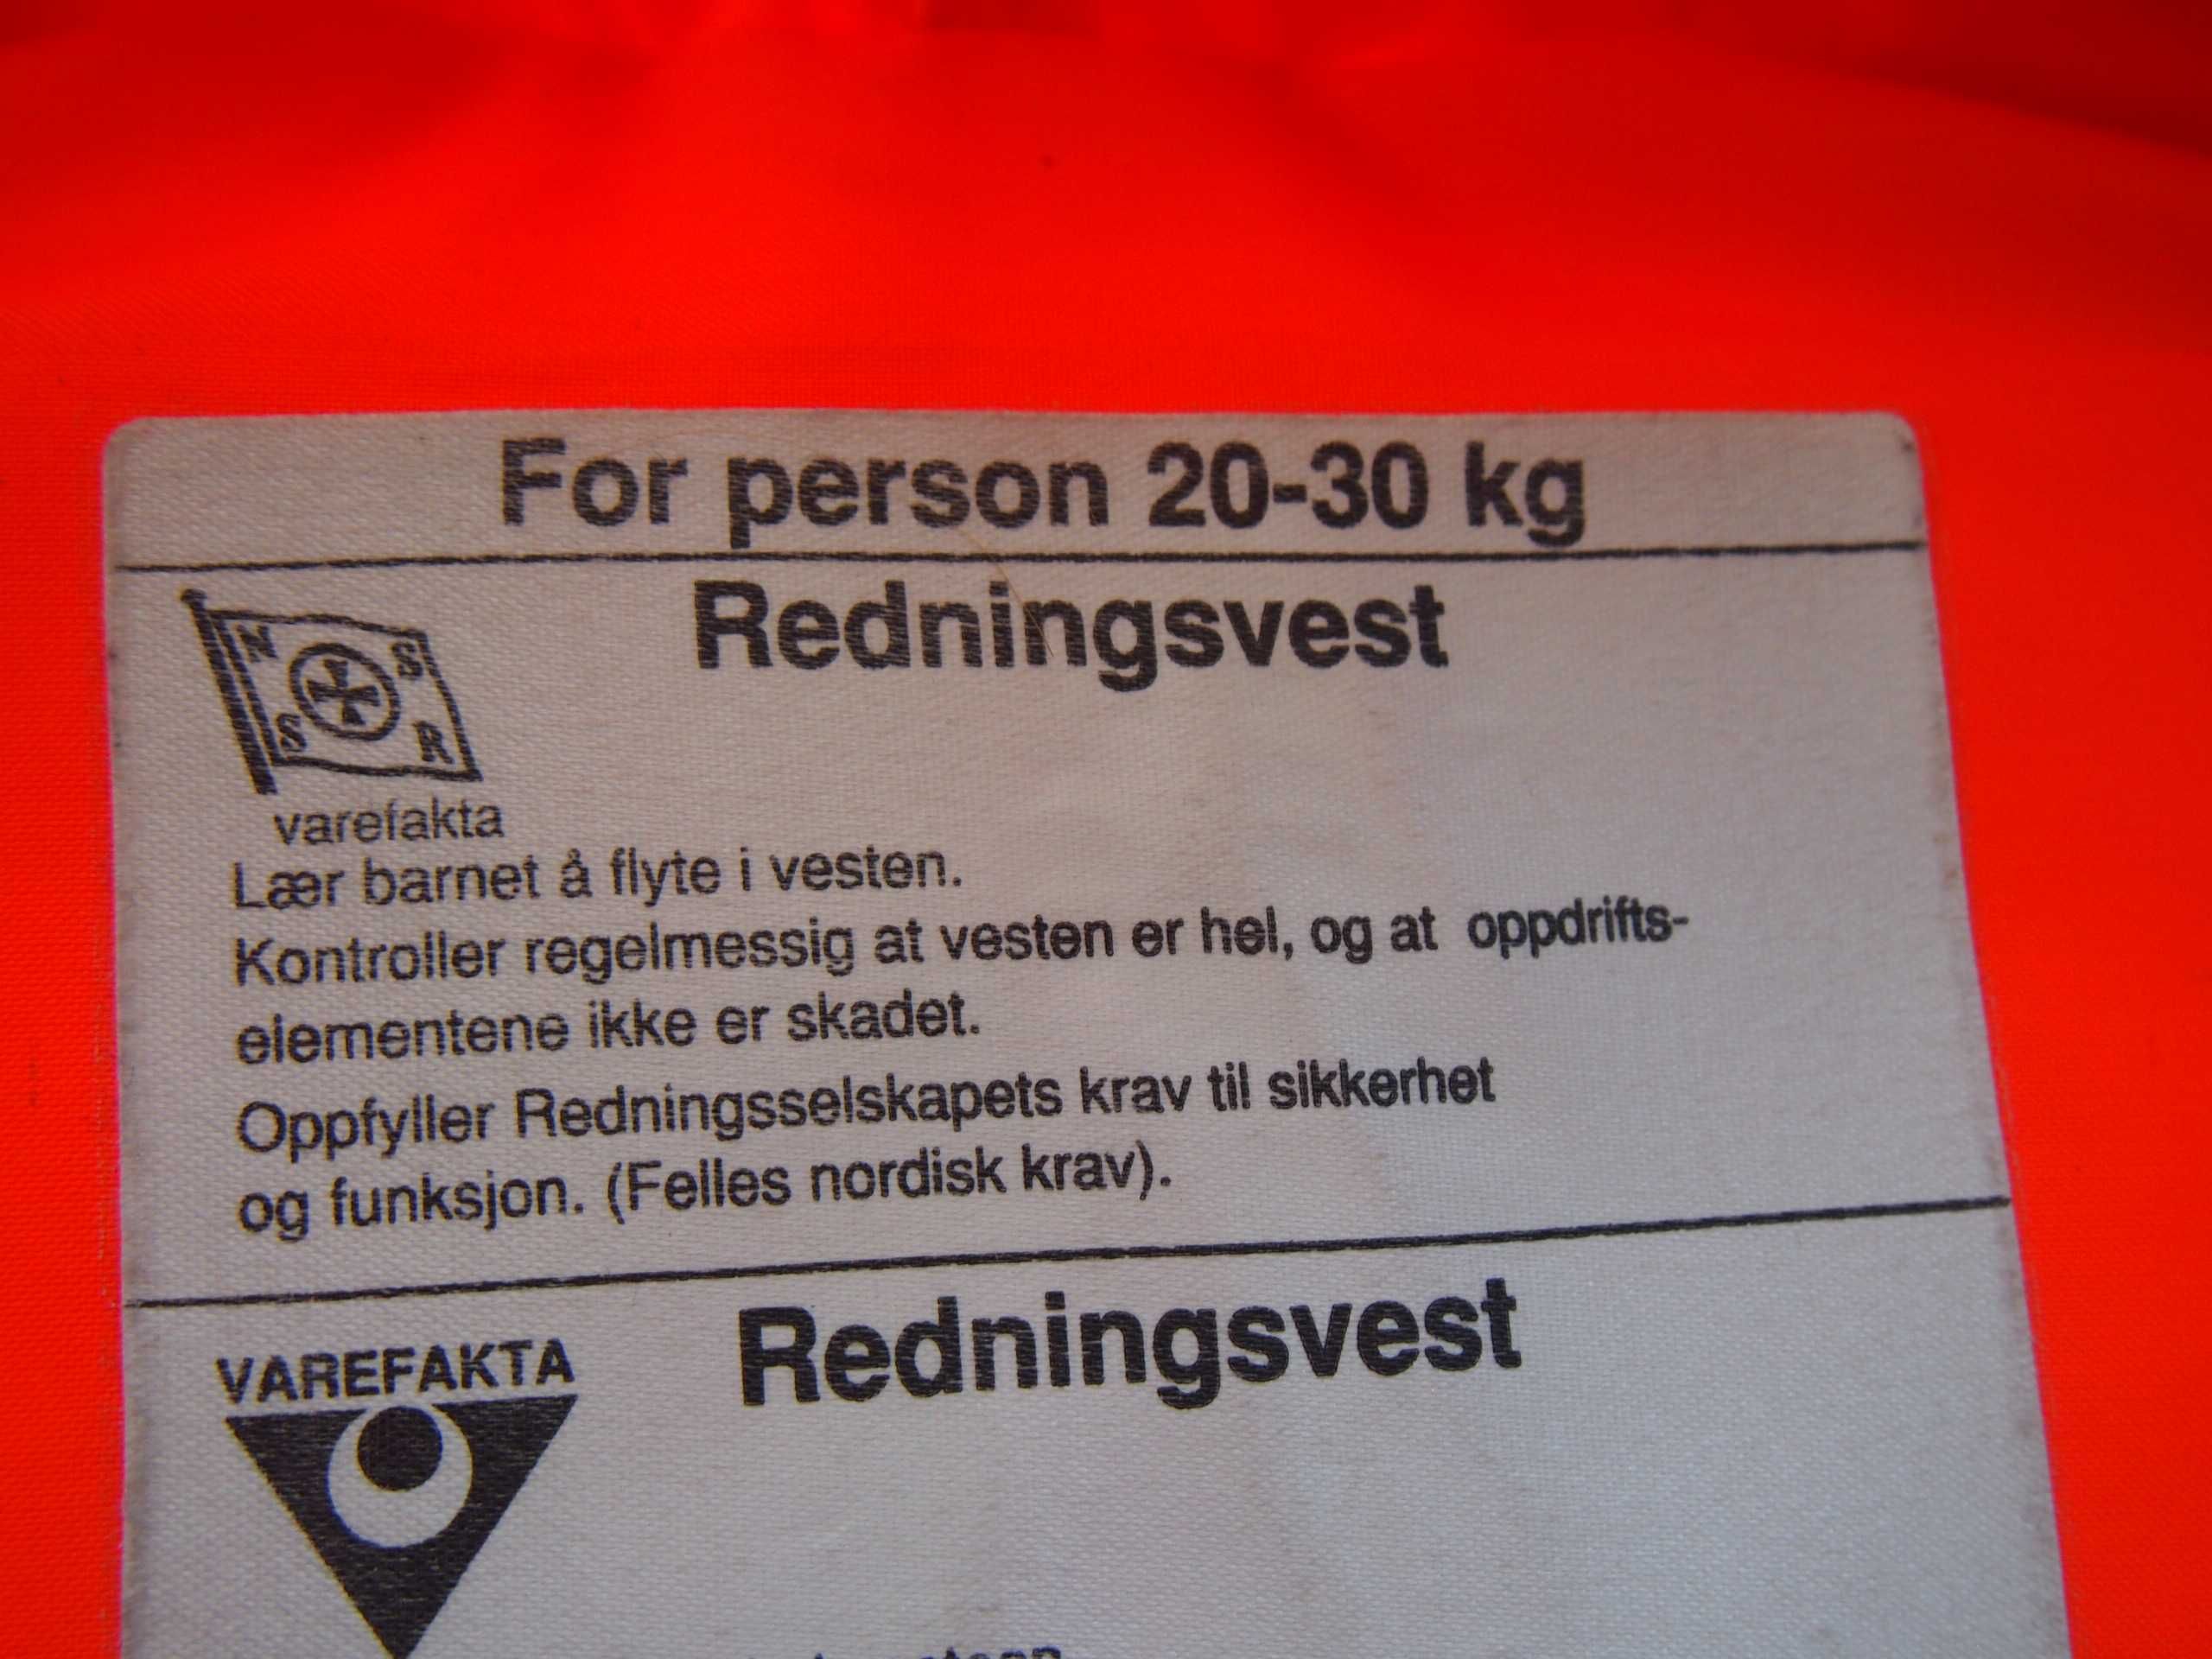 For person 20-30 kg
Redningsvest
N S
S R
varefakta
Lær barnet å flyte i vesten.
Kontroller regelmessig at vesten er hel, og at oppdrifts-
elementene ikke er skadet.
Oppfyller Redningsselskapets krav til sikkerhet
og funksjon. (Felles nordisk krav).
Redningsvest
VAREFAKTA